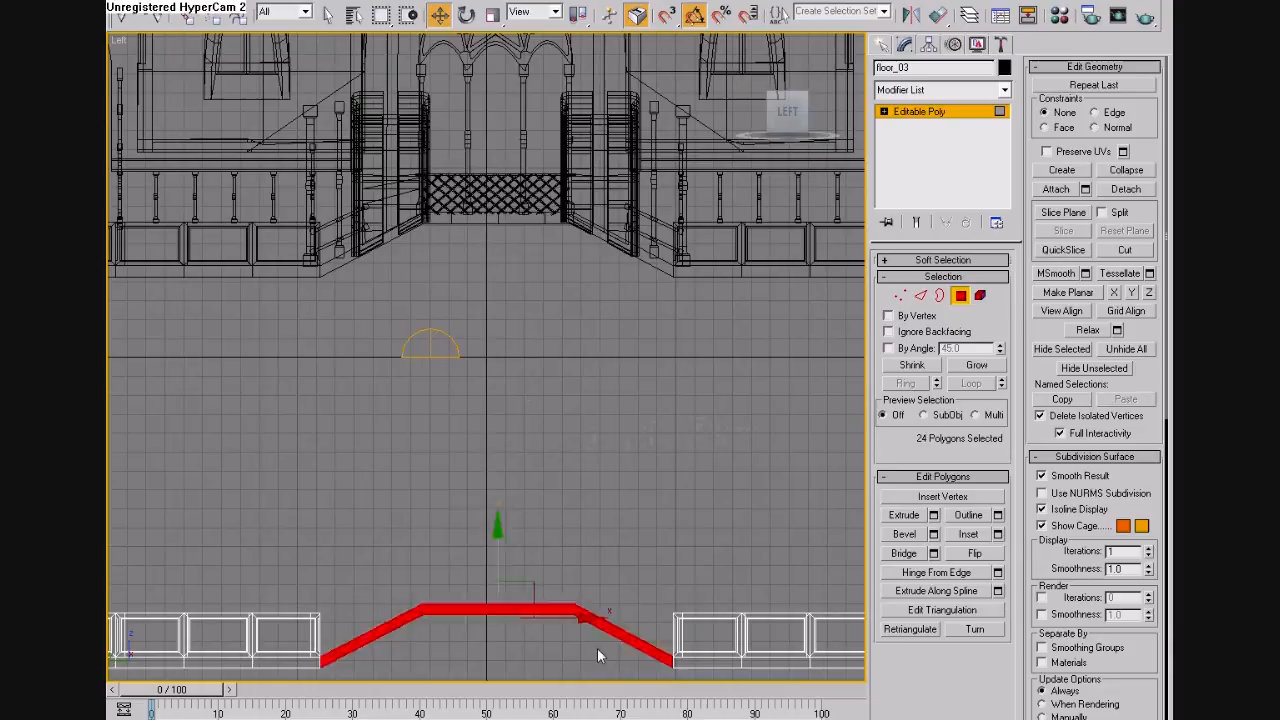 Unregistered HyperCam 2
All
View
3
ABC
Create Selection Set
Left
LEFT
floor_03
Modifier List
Editable Poly
Soft Selection
Selection
By Vertex
Ignore Backfacing
By Angle: 45.0
Shrink Grow
Ring Loop
Preview Selection
Off SubObj Multi
24 Polygons Selected
Edit Polygons
Insert Vertex
Extrude Outline
Bevel Inset
Bridge Flip
Hinge From Edge
Extrude Along Spline
Edit Triangulation
Retriangulate Turn
Edit Geometry
Repeat Last
Constraints
None Edge
Face Normal
Preserve UVs
Create Collapse
Attach Detach
Slice Plane Split
Slice Reset Plane
QuickSlice Cut
MSmooth Tessellate
Make Planar X Y Z
View Align Grid Align
Relax
Hide Selected Unhide All
Hide Unselected
Named Selections:
Copy Paste
Delete Isolated Vertices
Full Interactivity
Subdivision Surface
Smooth Result
Use NURMS Subdivision
Isoline Display
Show Cage......
Display
Iterations: 1
Smoothness: 1.0
Render
Iterations: 0
Smoothness: 1.0
Separate By
Smoothing Groups
Materials
Update Options
Always
When Rendering
Manually
x
z
x
0 / 100
0 10 20 30 40 50 60 70 80 90 100